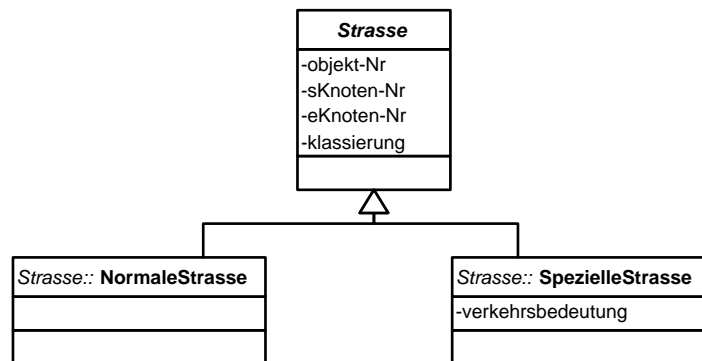 Strasse
-objekt-Nr
-sKnoten-Nr
-eKnoten-Nr
-klassierung
Strasse:: NormaleStrasse
Strasse:: SpezielleStrasse
-verkehrsbedeutung